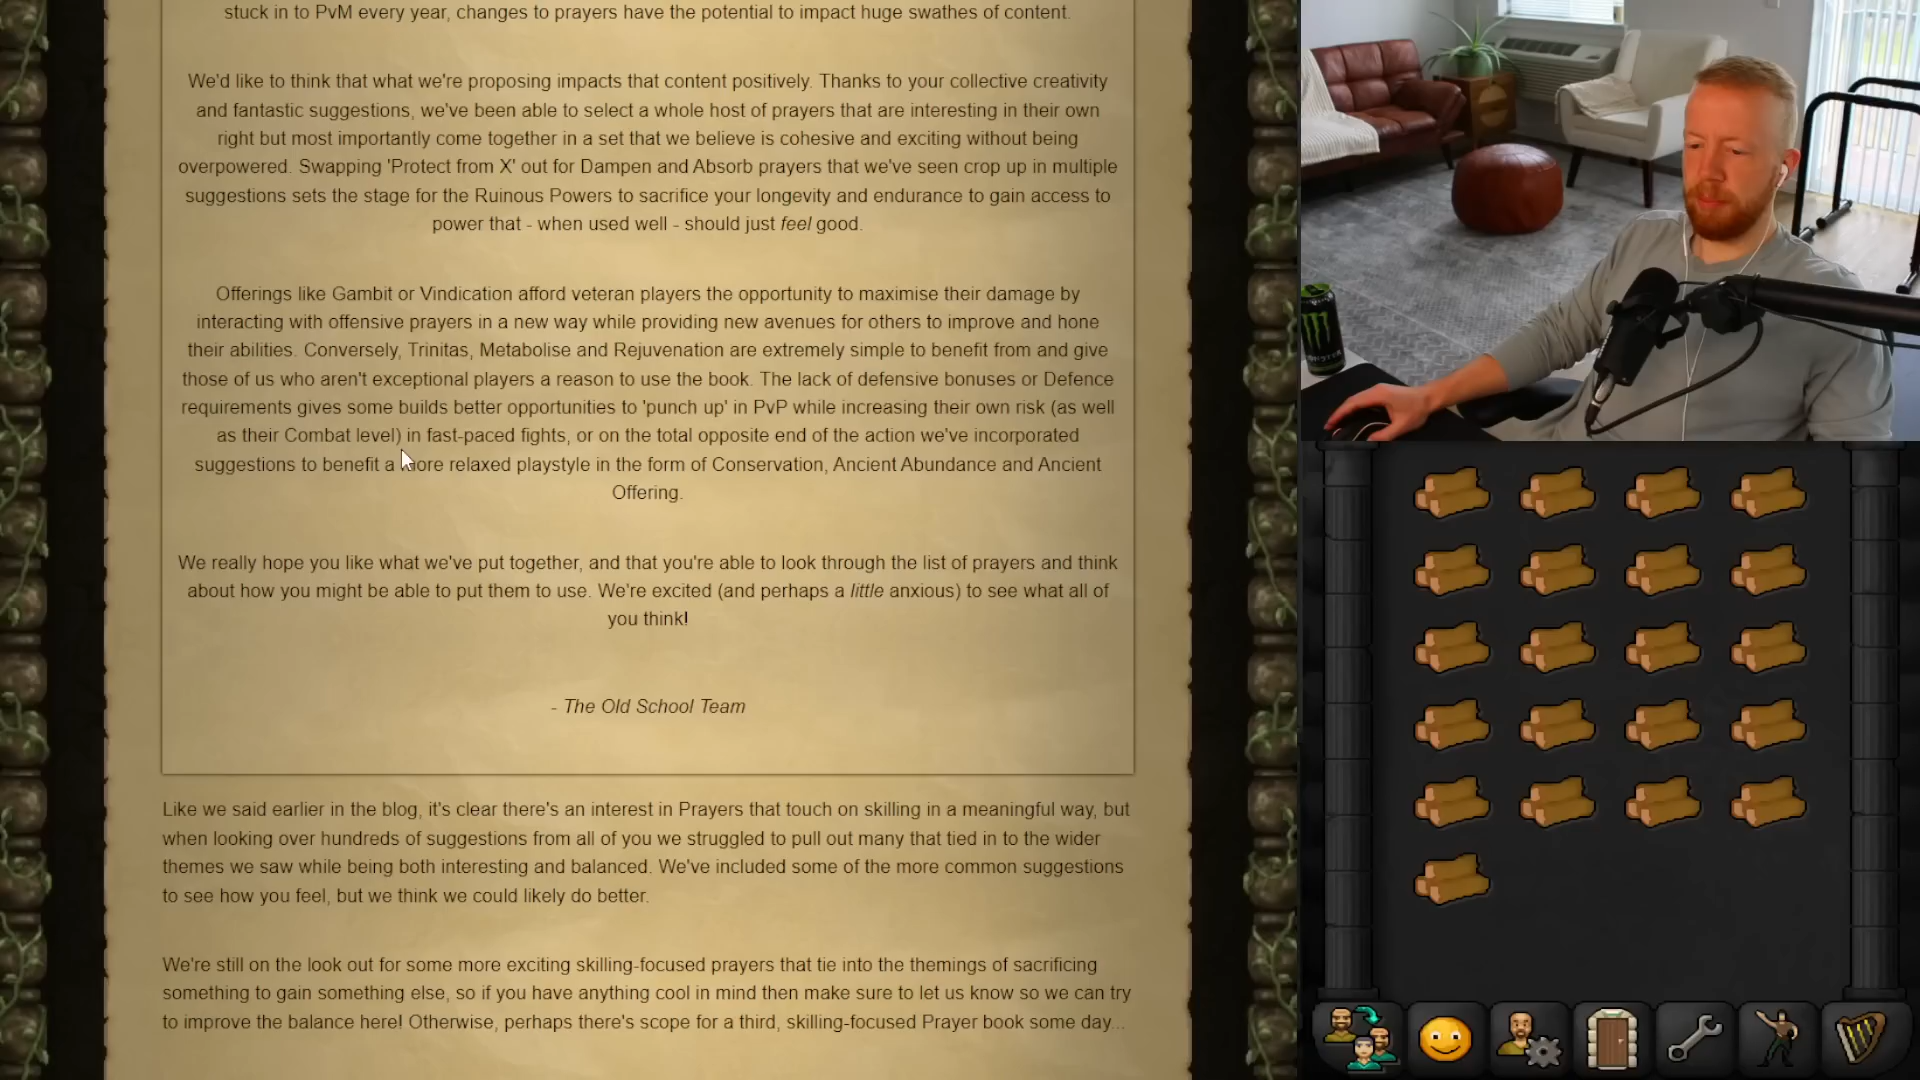 stuck in to PvM every year, changes to prayers have the potential to impact huge swathes of content.
We'd like to think that what we're proposing impacts that content positively. Thanks to your collective creativity
and fantastic suggestions, we've been able to select a whole host of prayers that are interesting in their own
right but most importantly come together in a set that we believe is cohesive and exciting without being
overpowered. Swapping 'Protect from X' out for Dampen and Absorb prayers that we've seen crop up in multiple
suggestions sets the stage for the Ruinous Powers to sacrifice your longevity and endurance to gain access to
power that - when used well - should just feel good.
Offerings like Gambit or Vindication afford veteran players the opportunity to maximise their damage by
interacting with offensive prayers in a new way while providing new avenues for others to improve and hone
their abilities. Conversely, Trinitas, Metabolise and Rejuvenation are extremely simple to benefit from and give
those of us who aren't exceptional players a reason to use the book. The lack of defensive bonuses or Defence
requirements gives some builds better opportunities to 'punch up' in PvP while increasing their own risk (as well
as their Combat level) in fast-paced fights, or on the total opposite end of the action we've incorporated
suggestions to benefit a more relaxed playstyle in the form of Conservation, Ancient Abundance and Ancient
Offering.
We really hope you like what we've put together, and that you're able to look through the list of prayers and think
about how you might be able to put them to use. We're excited (and perhaps a little anxious) to see what all of
you think!
- The Old School Team
Like we said earlier in the blog, it's clear there's an interest in Prayers that touch on skilling in a meaningful way, but
when looking over hundreds of suggestions from all of you we struggled to pull out many that tied in to the wider
themes we saw while being both interesting and balanced. We've included some of the more common suggestions
to see how you feel, but we think we could likely do better.
We're still on the look out for some more exciting skilling-focused prayers that tie into the themings of sacrificing
something to gain something else, so if you have anything cool in mind then make sure to let us know so we can try
to improve the balance here! Otherwise, perhaps there's scope for a third, skilling-focused Prayer book some day...